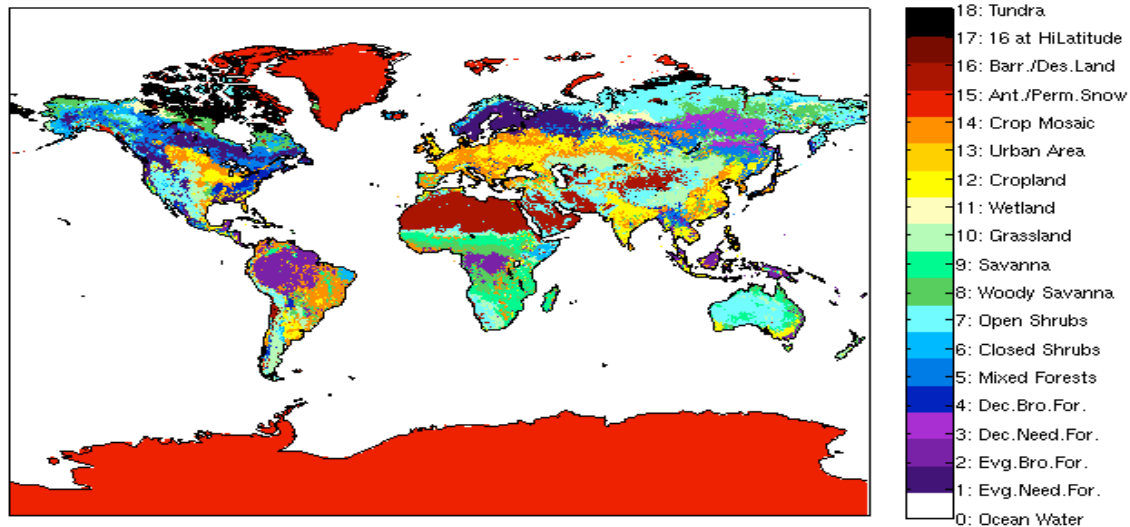 18: Tundra
17: 16 at HiLatitude
16: Barr./Des.Land
15: Ant./Perm.Snow
14: Crop Mosaic
13: Urban Area
12: Cropland
11: Wetland
10: Grassland
9: Savanna
8: Woody Savanna
7: Open Shrubs
6: Closed Shrubs
5: Mixed Forests
4: Dec.Bro.For.
3: Dec.Need.For.
2: Evg.Bro.For.
1: Evg.Need.For.
0: Ocean Water